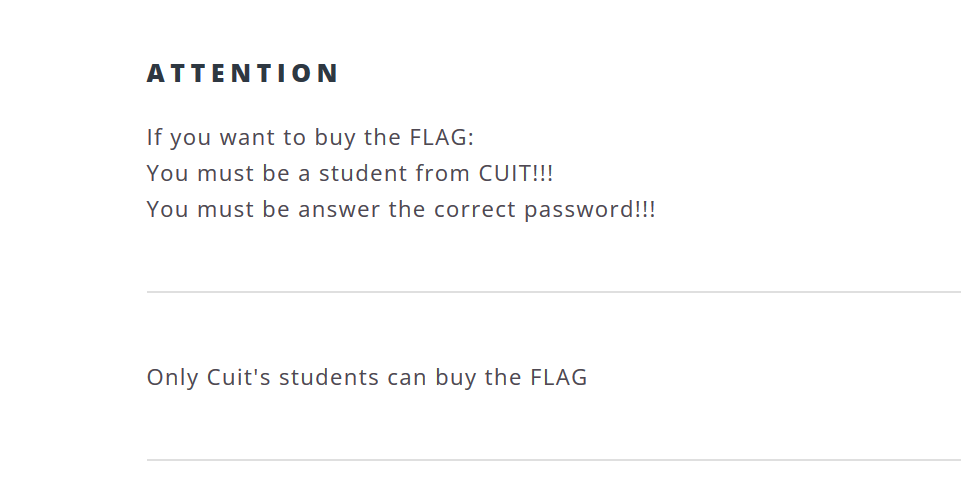 ATTENTION
If you want to buy the FLAG:
You must be a student from CUIT!!!
You must be answer the correct password!!!
Only Cuit's students can buy the FLAG